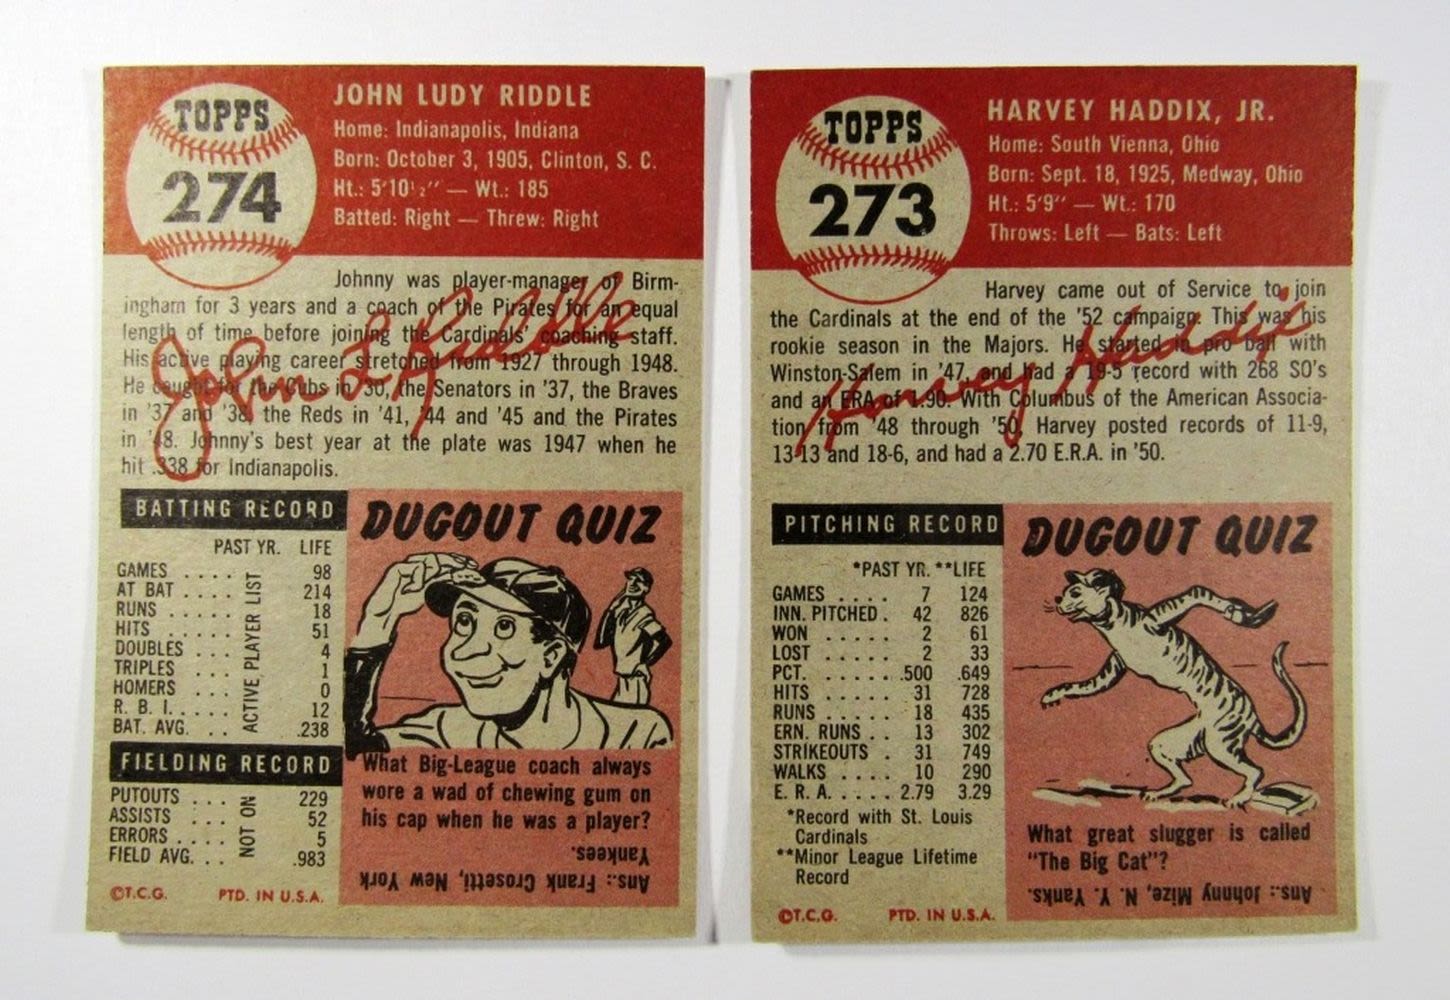 TOPPS
274
JOHN LUDY RIDDLE
Home: Indianapolis, Indiana
Born: October 3, 1905, Clinton, S. C.
Ht.: 5'10½" — Wt.: 185
Batted: Right — Threw: Right
Johnny was player-manager of Birm-
ingham for 3 years and a coach of the Pirates for an equal
length of time before joining the Cardinals' coaching staff.
His active playing career stretched from 1927 through 1948.
He caught for the Cubs in '30, the Senators in '37, the Braves
in '37 and '38, the Reds in '41, '44 and '45 and the Pirates
in '48. Johnny's best year at the plate was 1947 when he
hit .338 for Indianapolis.
John L Riddle
BATTING RECORD
PAST YR. LIFE
GAMES .... 98
AT BAT .... 214
RUNS .... 18
HITS ..... 51
DOUBLES ... 4
TRIPLES ... 1
HOMERS ... 0
R. B. I. .... 12
BAT. AVG. ... .238
FIELDING RECORD
PUTOUTS ... 229
ASSISTS ... 52
ERRORS .... 5
FIELD AVG. .. .983
NOT ON ACTIVE PLAYER LIST
©T.C.G. PTD. IN U.S.A.
DUGOUT QUIZ
What Big-League coach always
wore a wad of chewing gum on
his cap when he was a player?
Ans.: Frank Crosetti, New York
Yankees.
TOPPS
273
HARVEY HADDIX, JR.
Home: South Vienna, Ohio
Born: Sept. 18, 1925, Medway, Ohio
Ht.: 5'9" — Wt.: 170
Throws: Left — Bats: Left
Harvey came out of Service to join
the Cardinals at the end of the '52 campaign. This was his
rookie season in the Majors. He started in pro ball with
Winston-Salem in '47, and had a 19-5 record with 268 SO's
and an ERA of 1.90. With Columbus of the American Associa-
tion from '48 through '50, Harvey posted records of 11-9,
13-13 and 18-6, and had a 2.70 E.R.A. in '50.
Harvey Haddix
PITCHING RECORD
*PAST YR. **LIFE
GAMES .... 7 124
INN. PITCHED . 42 826
WON ..... 2 61
LOST ..... 2 33
PCT. ..... .500 .649
HITS ..... 31 728
RUNS ..... 18 435
ERN. RUNS .. 13 302
STRIKEOUTS . 31 749
WALKS .... 10 290
E. R. A. ..... 2.79 3.29
*Record with St. Louis
Cardinals
**Minor League Lifetime
Record
©T.C.G. PTD. IN U.S.A.
DUGOUT QUIZ
What great slugger is called
"The Big Cat"?
Ans.: Johnny Mize, N. Y. Yanks.